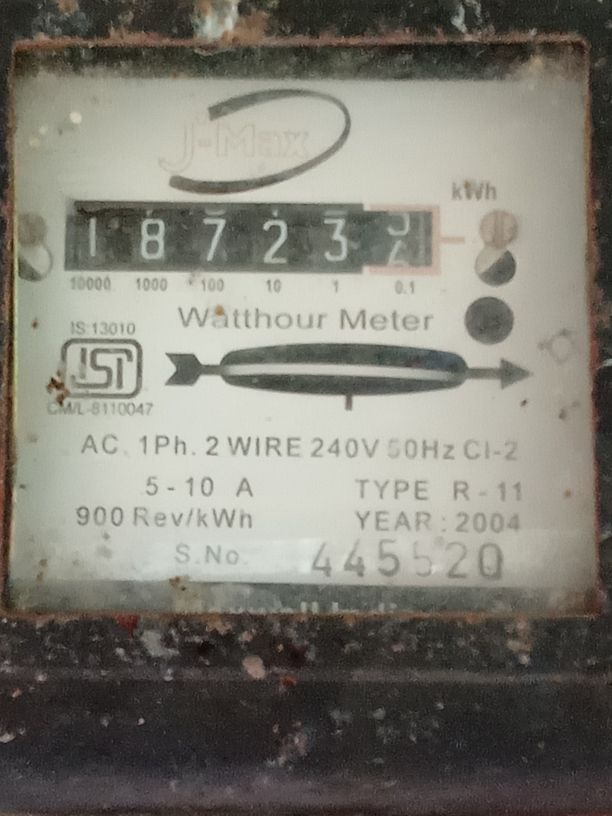 J-Max
kWh
1 8 7 2 3
10000 1000 100 10 1 0.1
Watthour Meter
IS:13010
ISI
CM/L-8110047
AC. 1Ph. 2 WIRE 240V 50Hz Cl-2
5 - 10 A TYPE R - 11
900 Rev/kWh YEAR : 2004
S.No. 445520